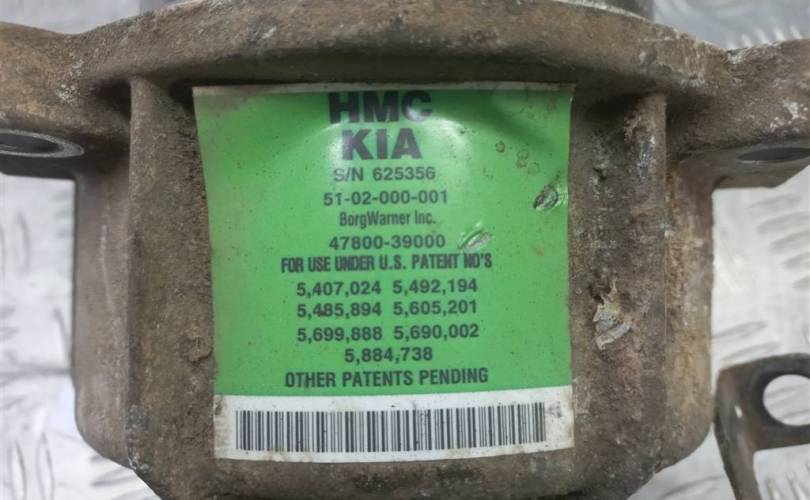 HMC
KIA
S/N 625356
51-02-000-001
BorgWarner Inc.
47800-39000
FOR USE UNDER U.S. PATENT NO'S
5,407,024 5,492,194
5,485,894 5,605,201
5,699,888 5,690,002
5,884,738
OTHER PATENTS PENDING